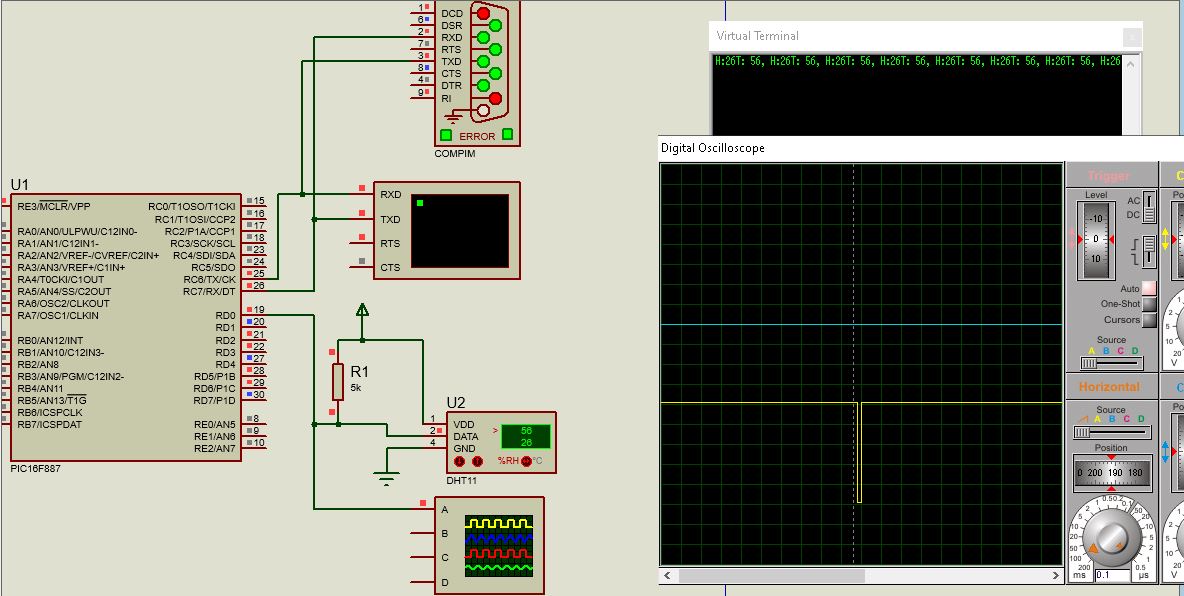 1 DCD
6 DSR
2 RXD
7 RTS
3 TXD
8 CTS
4 DTR
9 RI
ERROR
COMPIM
U1
RE3/MCLR/VPP
RA0/AN0/ULPWU/C12IN0-
RA1/AN1/C12IN1-
RA2/AN2/VREF-/CVREF/C2IN+
RA3/AN3/VREF+/C1IN+
RA4/T0CKI/C1OUT
RA5/AN4/SS/C2OUT
RA6/OSC2/CLKOUT
RA7/OSC1/CLKIN
RB0/AN12/INT
RB1/AN10/C12IN3-
RB2/AN8
RB3/AN9/PGM/C12IN2-
RB4/AN11
RB5/AN13/T1G
RB6/ICSPCLK
RB7/ICSPDAT
RC0/T1OSO/T1CKI 15
RC1/T1OSI/CCP2 16
RC2/P1A/CCP1 17
RC3/SCK/SCL 18
RC4/SDI/SDA 23
RC5/SDO 24
RC6/TX/CK 25
RC7/RX/DT 26
RD0 19
RD1 20
RD2 21
RD3 22
RD4 27
RD5/P1B 28
RD6/P1C 29
RD7/P1D 30
RE0/AN5 8
RE1/AN6 9
RE2/AN7 10
PIC16F887
RXD
TXD
RTS
CTS
R1
5k
U2
1 VDD
2 DATA
4 GND
>
56
26
%RH °C
DHT11
A
B
C
D
Virtual Terminal
H:26T: 56, H:26T: 56, H:26T: 56, H:26T: 56, H:26T: 56, H:26T: 56, H:26T: 56, H:26
Digital Oscilloscope
Trigger
Level
-10
0
10
AC
DC
Auto
One-Shot
Cursors
Source
A B C D
Horizontal
Source
A B C D
Position
0 200 190 180
ms 0.1 µs